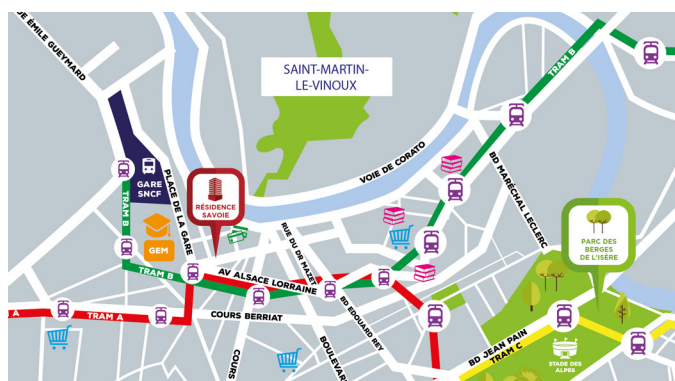 DE ÉMILE GUEYMARD
SAINT-MARTIN-
LE-VINOUX
TRAM B
GARE
SNCF
PLACE DE LA GARE
TRAM B
GEM
RÉSIDENCE
SAVOIE
VOIE DE CORATO
BD MARÉCHAL LECLERC
RUE DU DR MAZET
PARC DES
BERGES
DE L'ISÈRE
TRAM B
AV ALSACE LORRAINE
A
TRAM A
COURS BERRIAT
BD EDOUARD REY
COURS
BOULEVARD
BD JEAN PAIN
TRAM C
STADE DES
ALPES